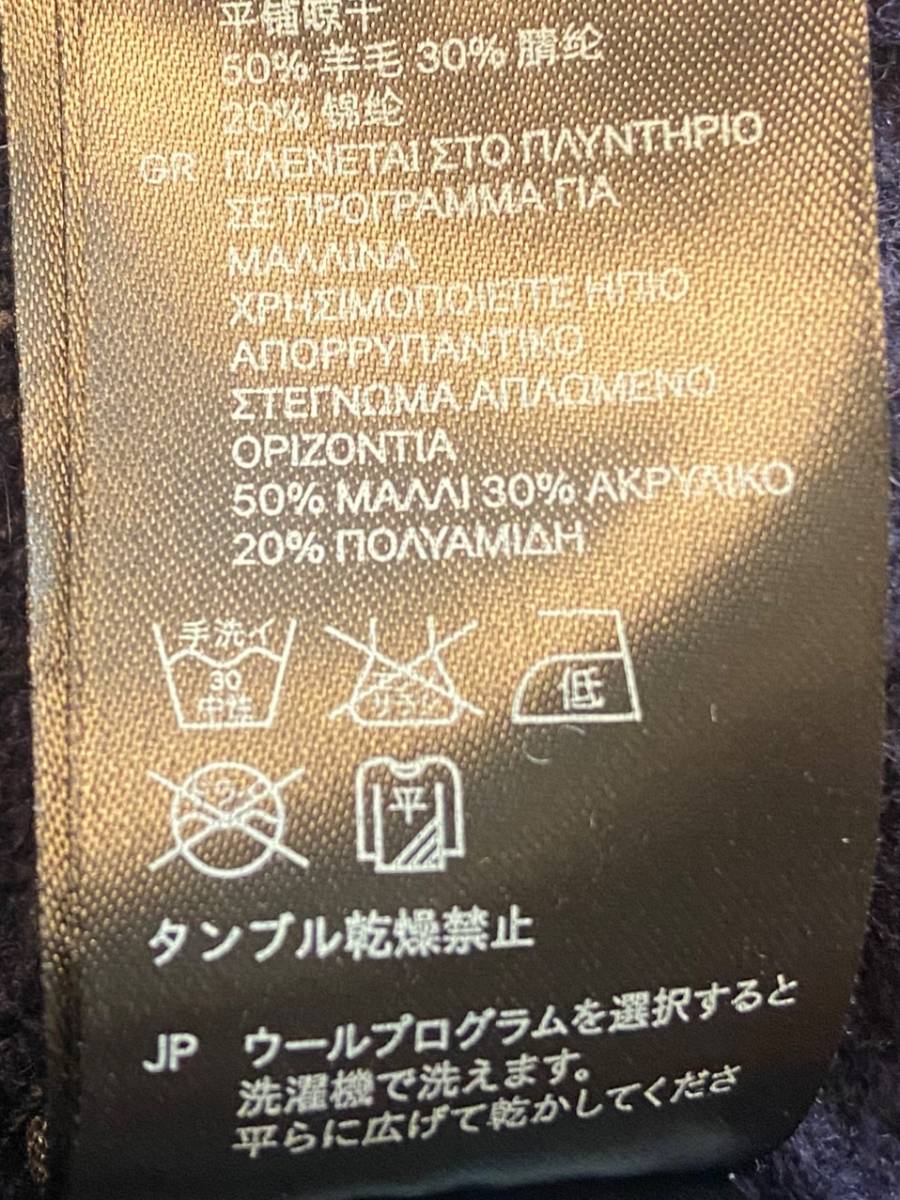 平铺晾干
50% 羊毛 30% 腈纶
20% 锦纶
GR ΠΛΕΝΕΤΑΙ ΣΤΟ ΠΛΥΝΤΗΡΙΟ
ΣΕ ΠΡΟΓΡΑΜΜΑ ΓΙΑ
ΜΑΛΛΙΝΑ
ΧΡΗΣΙΜΟΠΟΙΕΙΤΕ ΗΠΙΟ
ΑΠΟΡΡΥΠΑΝΤΙΚΟ
ΣΤΕΓΝΩΜΑ ΑΠΛΩΜΕΝΟ
ΟΡΙΖΟΝΤΙΑ
50% ΜΑΛΛΙ 30% ΑΚΡΥΛΙΚΟ
20% ΠΟΛΥΑΜΙΔΗ
手洗イ
30
中性
低
平
タンブル乾燥禁止
JP ウールプログラムを選択すると
洗濯機で洗えます。
平らに広げて乾かしてくださ